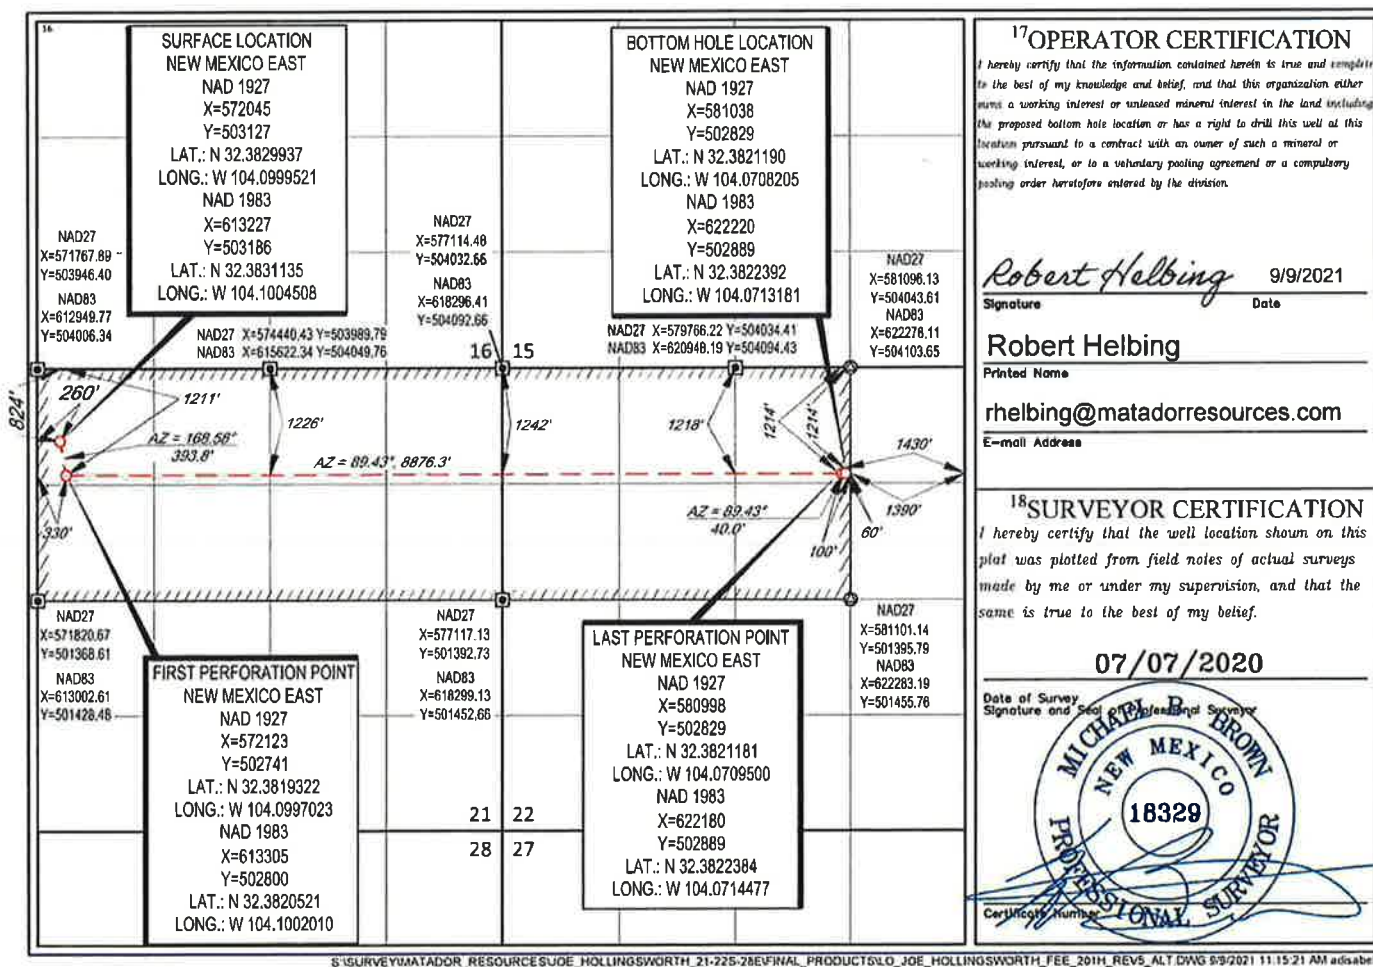 16
SURFACE LOCATION
NEW MEXICO EAST
NAD 1927
X=572045
Y=503127
LAT.: N 32.3829937
LONG.: W 104.0999521
NAD 1983
X=613227
Y=503186
LAT.: N 32.3831135
LONG.: W 104.1004508
BOTTOM HOLE LOCATION
NEW MEXICO EAST
NAD 1927
X=581038
Y=502829
LAT.: N 32.3821190
LONG.: W 104.0708205
NAD 1983
X=622220
Y=502889
LAT.: N 32.3822392
LONG.: W 104.0713181
NAD27
X=571767.89
Y=503946.40
NAD83
X=612949.77
Y=504006.34
NAD27 X=574440.43 Y=503989.79
NAD83 X=615622.34 Y=504049.76
NAD27
X=577114.48
Y=504032.66
NAD83
X=618296.41
Y=504092.66
NAD27 X=579766.22 Y=504034.41
NAD83 X=620948.19 Y=504094.43
NAD27
X=581096.13
Y=504043.61
NAD83
X=622278.11
Y=504103.65
16 15
824'
260'
1211'
1226'
1242'
1218'
1214'
1214'
1430'
AZ = 168.58°
393.8'
AZ = 89.43°, 8876.3'
AZ = 89.43°
40.0'
1390'
330'
100'
60'
NAD27
X=571820.67
Y=501368.61
NAD83
X=613002.61
Y=501428.48
NAD27
X=577117.13
Y=501392.73
NAD83
X=618299.13
Y=501452.66
NAD27
X=581101.14
Y=501395.79
NAD83
X=622283.19
Y=501455.76
FIRST PERFORATION POINT
NEW MEXICO EAST
NAD 1927
X=572123
Y=502741
LAT.: N 32.3819322
LONG.: W 104.0997023
NAD 1983
X=613305
Y=502800
LAT.: N 32.3820521
LONG.: W 104.1002010
LAST PERFORATION POINT
NEW MEXICO EAST
NAD 1927
X=580998
Y=502829
LAT.: N 32.3821181
LONG.: W 104.0709500
NAD 1983
X=622180
Y=502889
LAT.: N 32.3822384
LONG.: W 104.0714477
21 22
28 27
17OPERATOR CERTIFICATION
I hereby certify that the information contained herein is true and complete
to the best of my knowledge and belief, and that this organization either
owns a working interest or unleased mineral interest in the land including
the proposed bottom hole location or has a right to drill this well at this
location pursuant to a contract with an owner of such a mineral or
working interest, or to a voluntary pooling agreement or a compulsory
pooling order heretofore entered by the division.
Robert Helbing 9/9/2021
Signature Date
Robert Helbing
Printed Name
rhelbing@matadorresources.com
E-mail Address
18SURVEYOR CERTIFICATION
I hereby certify that the well location shown on this
plat was plotted from field notes of actual surveys
made by me or under my supervision, and that the
same is true to the best of my belief.
07/07/2020
Date of Survey
Signature and Seal of Professional Surveyor
MICHAEL B. BROWN
NEW MEXICO
18329
PROFESSIONAL SURVEYOR
Certificate Number
S:\SURVEY\MATADOR_RESOURCES\JOE_HOLLINGSWORTH_21-22S-28E\FINAL_PRODUCTS\LO_JOE_HOLLINGSWORTH_FEE_201H_REV5_ALT.DWG 9/9/2021 11:15:21 AM adisabe